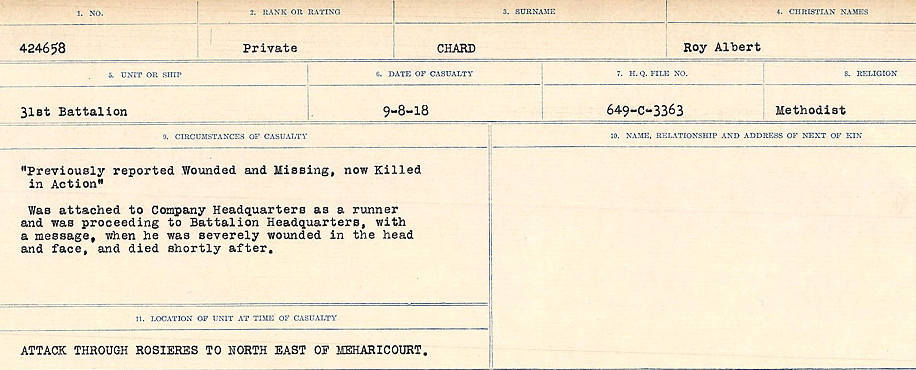 1. NO. 2. RANK OR RATING 3. SURNAME 4. CHRISTIAN NAMES
424658 Private CHARD Roy Albert
5. UNIT OR SHIP 6. DATE OF CASUALTY 7. H. Q. FILE NO. 8. RELIGION
31st Battalion 9-8-18 649-C-3363 Methodist
9. CIRCUMSTANCES OF CASUALTY
"Previously reported Wounded and Missing, now Killed
in Action"
Was attached to Company Headquarters as a runner
and was proceeding to Battalion Headquarters, with
a message, when he was severely wounded in the head
and face, and died shortly after.
10. NAME, RELATIONSHIP AND ADDRESS OF NEXT OF KIN
11. LOCATION OF UNIT AT TIME OF CASUALTY
ATTACK THROUGH ROSIERES TO NORTH EAST OF MEHARICOURT.